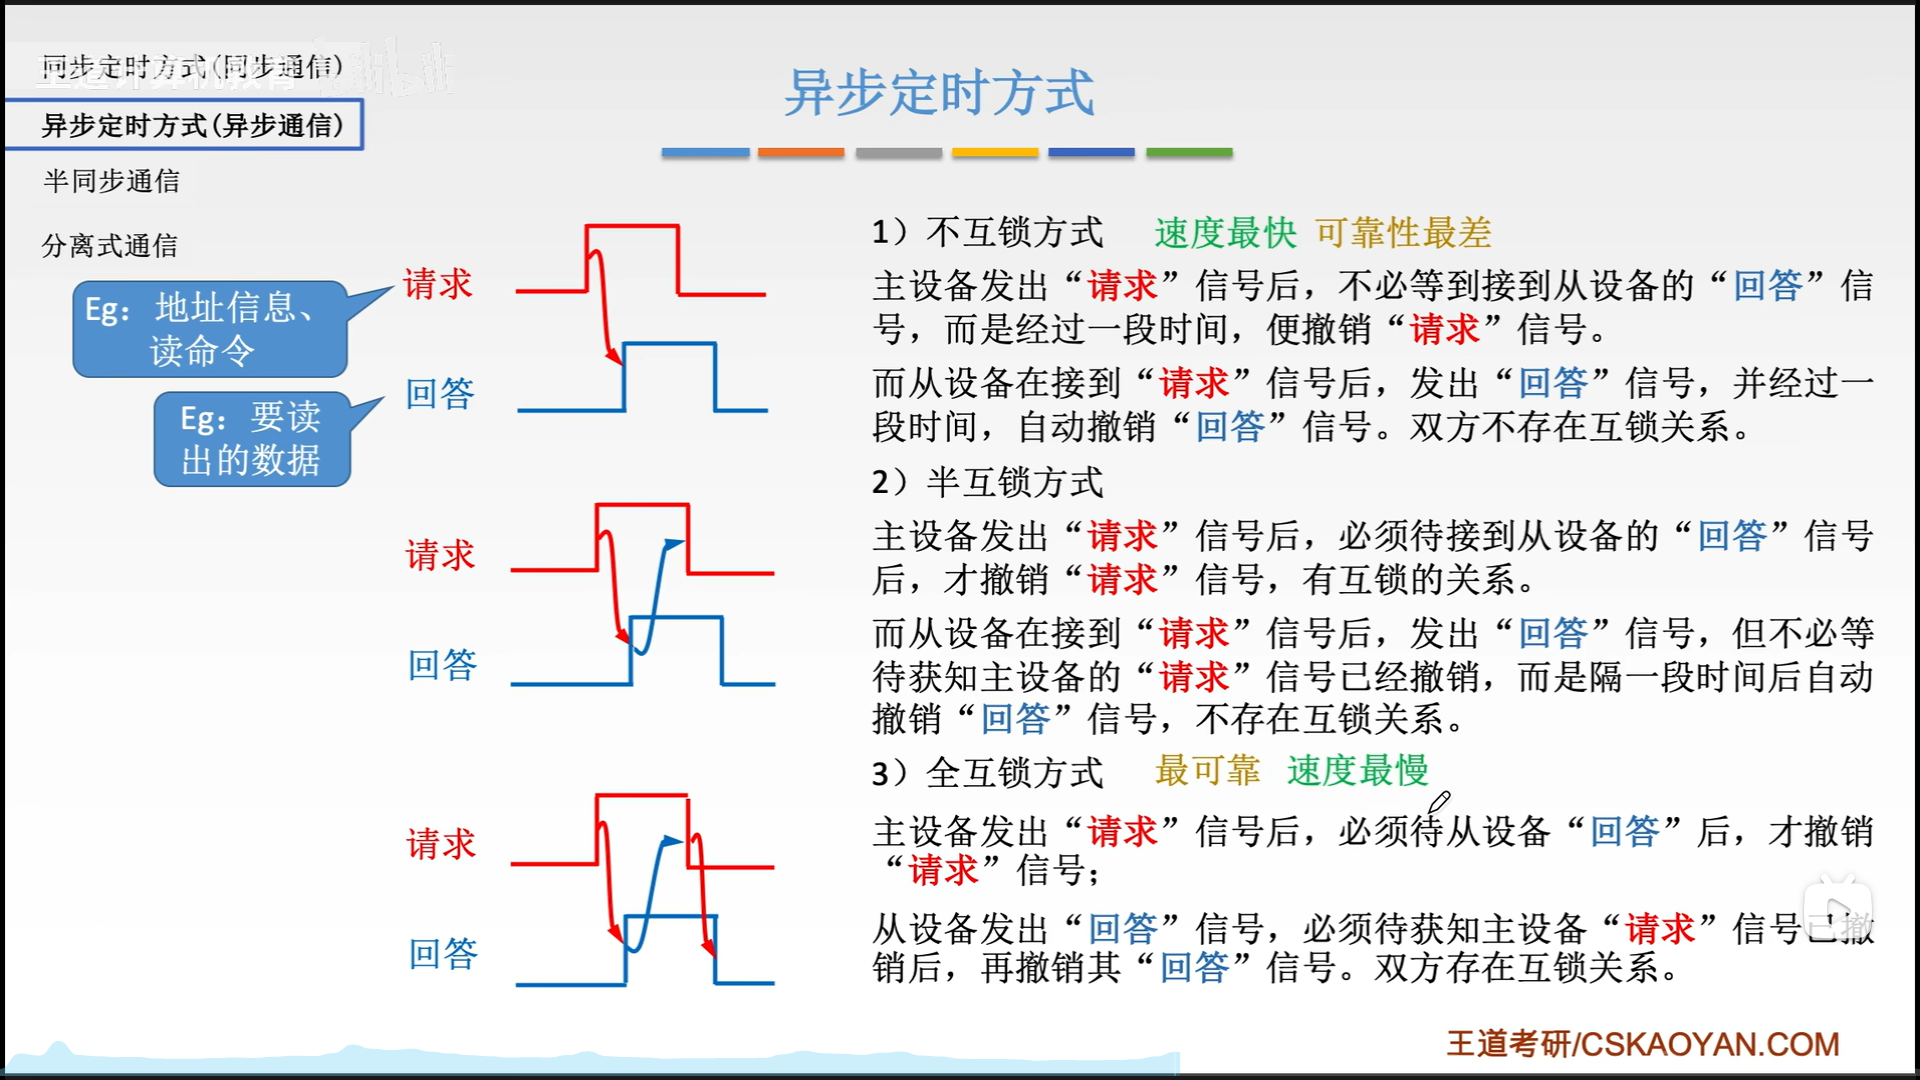 同步定时方式(同步通信)
王道计算机教育
bilibili
异步定时方式(异步通信)
半同步通信
分离式通信
异步定时方式
Eg：地址信息、
读命令
Eg：要读
出的数据
请求
回答
请求
回答
请求
回答
1）不互锁方式 速度最快 可靠性最差
主设备发出“请求”信号后，不必等到接到从设备的“回答”信
号，而是经过一段时间，便撤销“请求”信号。
而从设备在接到“请求”信号后，发出“回答”信号，并经过一
段时间，自动撤销“回答”信号。双方不存在互锁关系。
2）半互锁方式
主设备发出“请求”信号后，必须待接到从设备的“回答”信号
后，才撤销“请求”信号，有互锁的关系。
而从设备在接到“请求”信号后，发出“回答”信号，但不必等
待获知主设备的“请求”信号已经撤销，而是隔一段时间后自动
撤销“回答”信号，不存在互锁关系。
3）全互锁方式 最可靠 速度最慢
主设备发出“请求”信号后，必须待从设备“回答”后，才撤销
“请求”信号；
从设备发出“回答”信号，必须待获知主设备“请求”信号已撤
销后，再撤销其“回答”信号。双方存在互锁关系。
王道考研/CSKAOYAN.COM